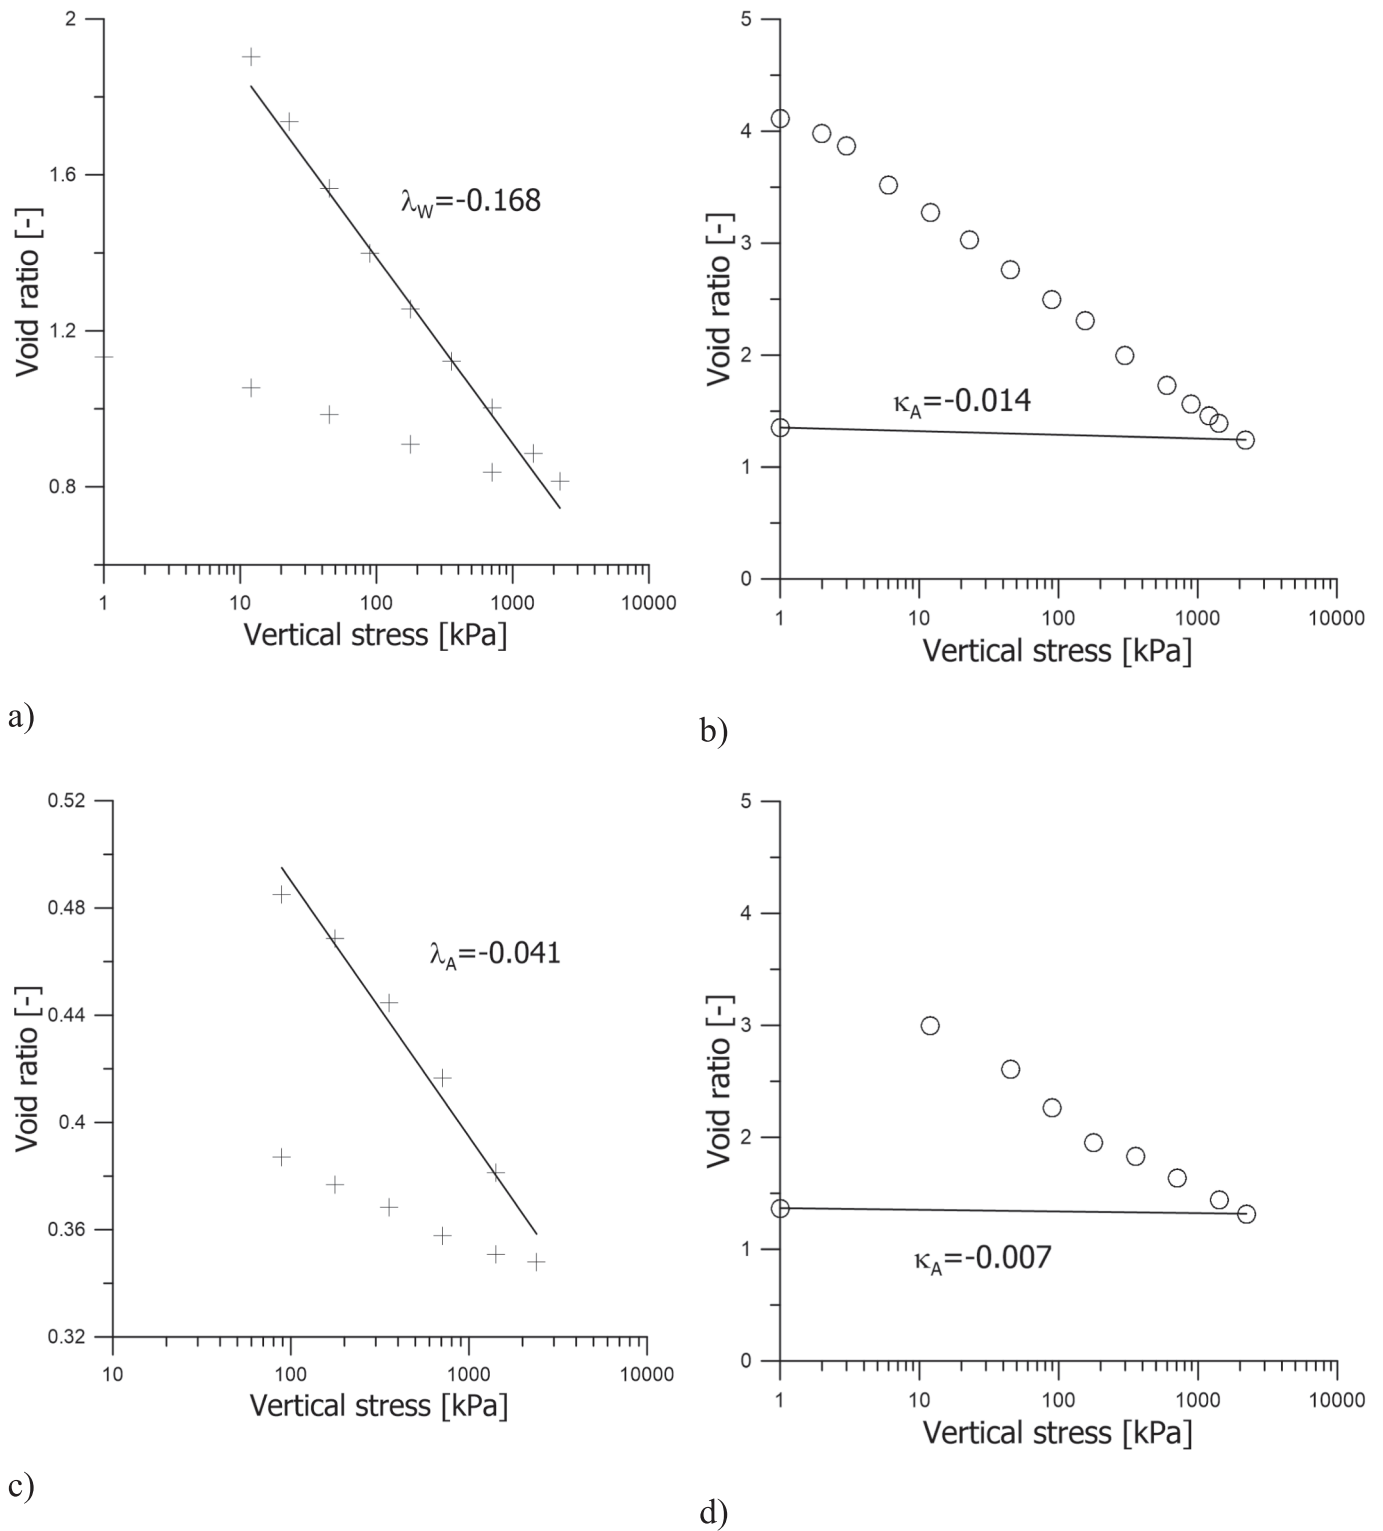 2
1.6
1.2
0.8
Void ratio [-]
λW=-0.168
1 10 100 1000 10000
Vertical stress [kPa]
a)
5
4
3
2
1
0
Void ratio [-]
κA=-0.014
1 10 100 1000 10000
Vertical stress [kPa]
b)
0.52
0.48
0.44
0.4
0.36
0.32
Void ratio [-]
λA=-0.041
10 100 1000 10000
Vertical stress [kPa]
c)
5
4
3
2
1
0
Void ratio [-]
κA=-0.007
1 10 100 1000 10000
Vertical stress [kPa]
d)